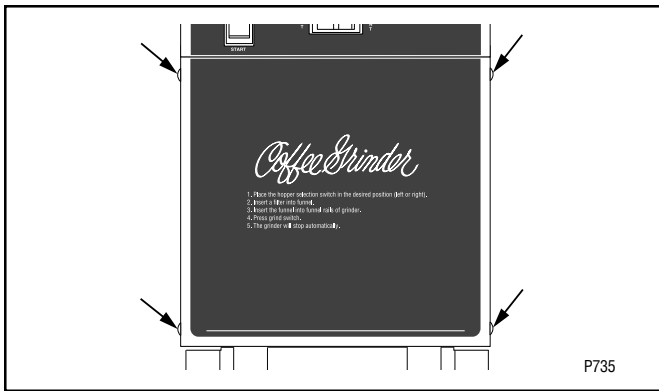 START
Coffee Grinder
1. Place the hopper selection switch in the desired position (left or right).
2. Insert a filter into funnel.
3. Insert the funnel into funnel rails of grinder.
4. Press grind switch.
5. The grinder will stop automatically.
P735